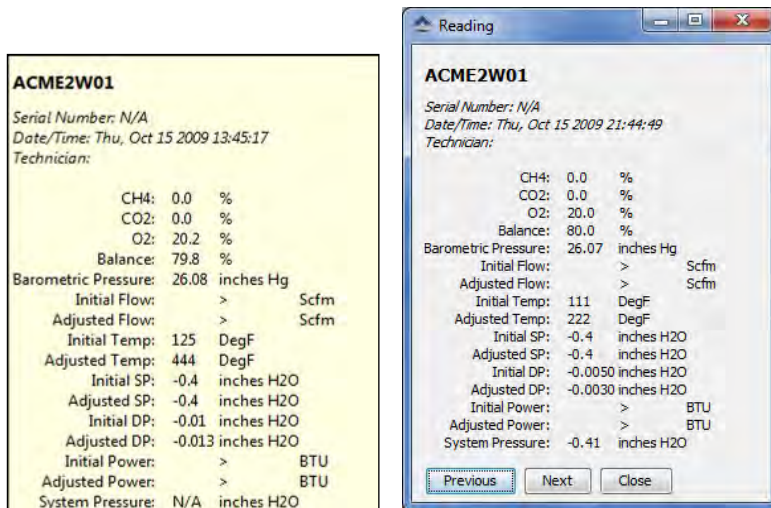 ACME2W01
Serial Number: N/A
Date/Time: Thu, Oct 15 2009 13:45:17
Technician:
CH4: 0.0 %
CO2: 0.0 %
O2: 20.2 %
Balance: 79.8 %
Barometric Pressure: 26.08 inches Hg
Initial Flow: > Scfm
Adjusted Flow: > Scfm
Initial Temp: 125 DegF
Adjusted Temp: 444 DegF
Initial SP: -0.4 inches H2O
Adjusted SP: -0.4 inches H2O
Initial DP: -0.01 inches H2O
Adjusted DP: -0.013 inches H2O
Initial Power: > BTU
Adjusted Power: > BTU
System Pressure: N/A inches H2O
Reading
ACME2W01
Serial Number: N/A
Date/Time: Thu, Oct 15 2009 21:44:49
Technician:
CH4: 0.0 %
CO2: 0.0 %
O2: 20.0 %
Balance: 80.0 %
Barometric Pressure: 26.07 inches Hg
Initial Flow: > Scfm
Adjusted Flow: > Scfm
Initial Temp: 111 DegF
Adjusted Temp: 222 DegF
Initial SP: -0.4 inches H2O
Adjusted SP: -0.4 inches H2O
Initial DP: -0.0050 inches H2O
Adjusted DP: -0.0030 inches H2O
Initial Power: > BTU
Adjusted Power: > BTU
System Pressure: -0.41 inches H2O
Previous Next Close